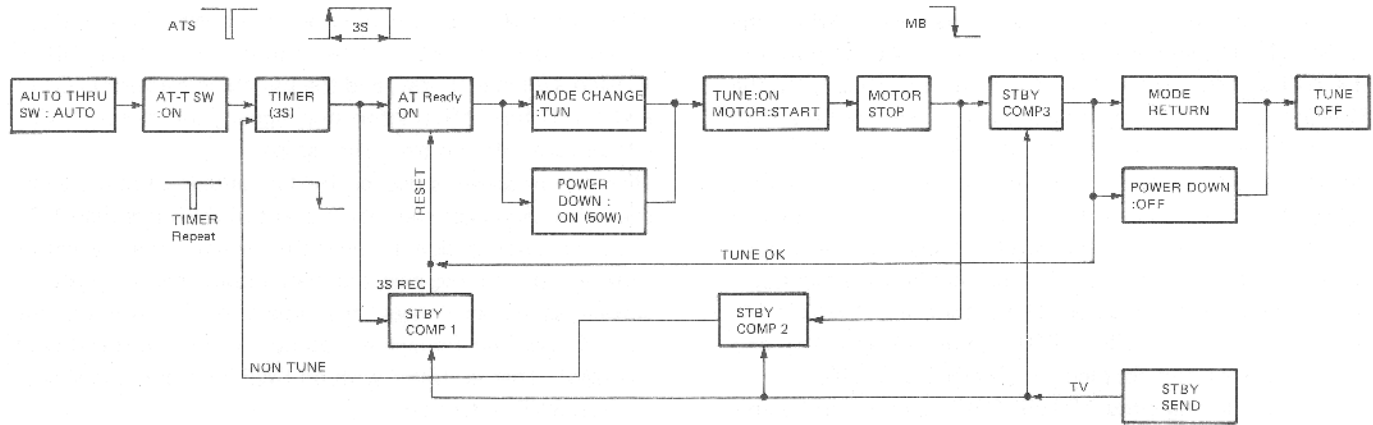 ATS
3S
MB
AUTO THRU
SW : AUTO
AT-T SW
:ON
TIMER
(3S)
AT Ready
ON
MODE CHANGE
:TUN
TUNE:ON
MOTOR:START
MOTOR
STOP
STBY
COMP3
MODE
RETURN
TUNE
OFF
POWER
DOWN :
ON (50W)
POWER DOWN
:OFF
TIMER
Repeat
RESET
TUNE OK
3S REC
STBY
COMP 1
STBY
COMP 2
NON TUNE
TV
STBY
SEND